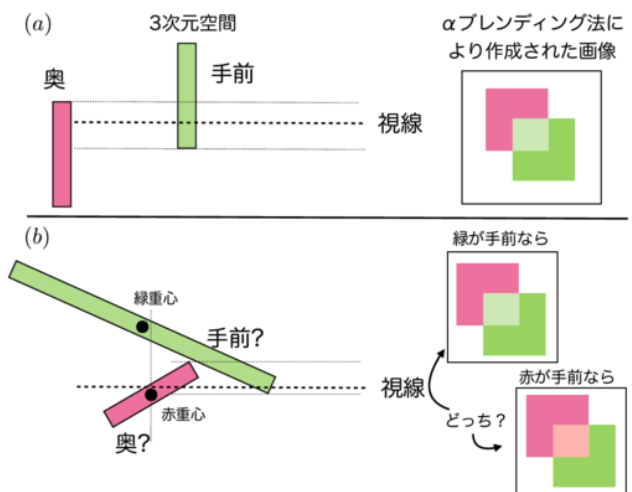 (a)
3次元空間
αブレンディング法に
より作成された画像
奥
手前
視線
(b)
緑が手前なら
緑重心
手前?
視線
赤が手前なら
どっち？
赤重心
奥?